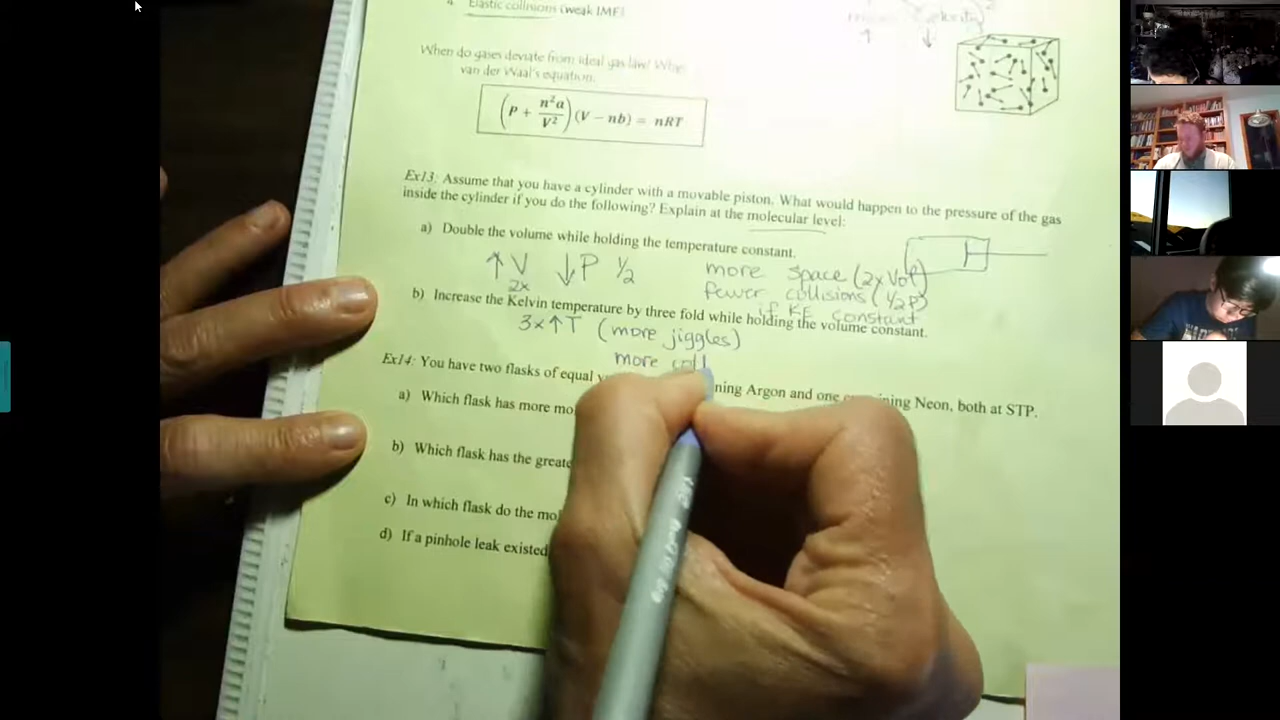 Elastic collisions (weak IMF)
When do gases deviate from ideal gas law? Why?
van der Waal's equation.
(P + n²a/V²) (V − nb) = nRT
Ex13: Assume that you have a cylinder with a movable piston. What would happen to the pressure of the gas
inside the cylinder if you do the following? Explain at the molecular level:
a) Double the volume while holding the temperature constant.
↑ V ↓ P 1/2
2x
more space (2x Vol)
fewer collisions (1/2 P)
if KE constant
b) Increase the Kelvin temperature by three fold while holding the volume constant.
3x ↑ T (more jiggles)
more coll
Ex14: You have two flasks of equal ning Argon and one ining Neon, both at STP.
a) Which flask has more mo
b) Which flask has the greate
c) In which flask do the mo
d) If a pinhole leak existed